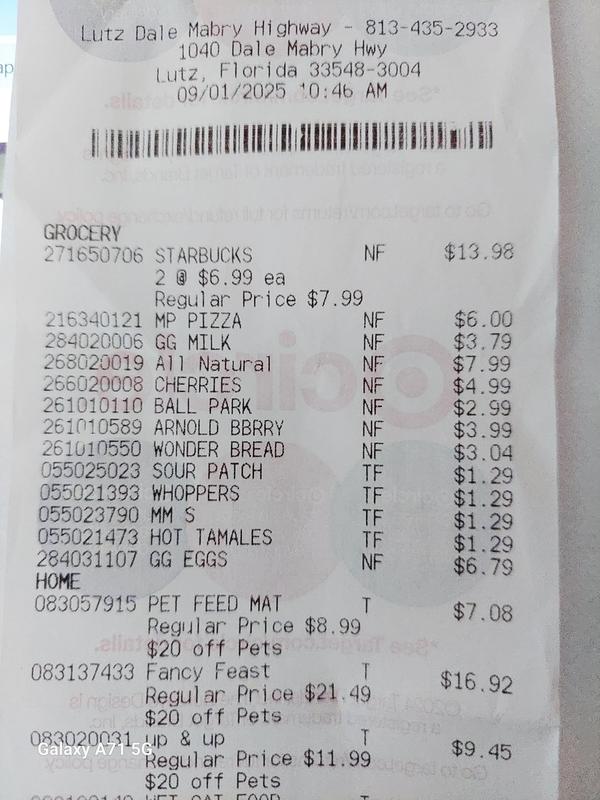 Lutz Dale Mabry Highway - 813-435-2933
1040 Dale Mabry Hwy
Lutz, Florida 33548-3004
09/01/2025 10:46 AM
GROCERY
271650706 STARBUCKS NF $13.98
2 @ $6.99 ea
Regular Price $7.99
216340121 MP PIZZA NF $6.00
284020006 GG MILK NF $3.79
268020019 All Natural NF $7.99
266020008 CHERRIES NF $4.99
261010110 BALL PARK NF $2.99
261010589 ARNOLD BBRRY NF $3.99
261010550 WONDER BREAD NF $3.04
055025023 SOUR PATCH TF $1.29
055021393 WHOPPERS TF $1.29
055023790 MM S TF $1.29
055021473 HOT TAMALES TF $1.29
284031107 GG EGGS NF $6.79
HOME
083057915 PET FEED MAT T $7.08
Regular Price $8.99
$20 off Pets
083137433 Fancy Feast T $16.92
Regular Price $21.49
$20 off Pets
083020031 up & up T $9.45
Regular Price $11.99
$20 off Pets
WET CAT FOOD T
Galaxy A71 5G